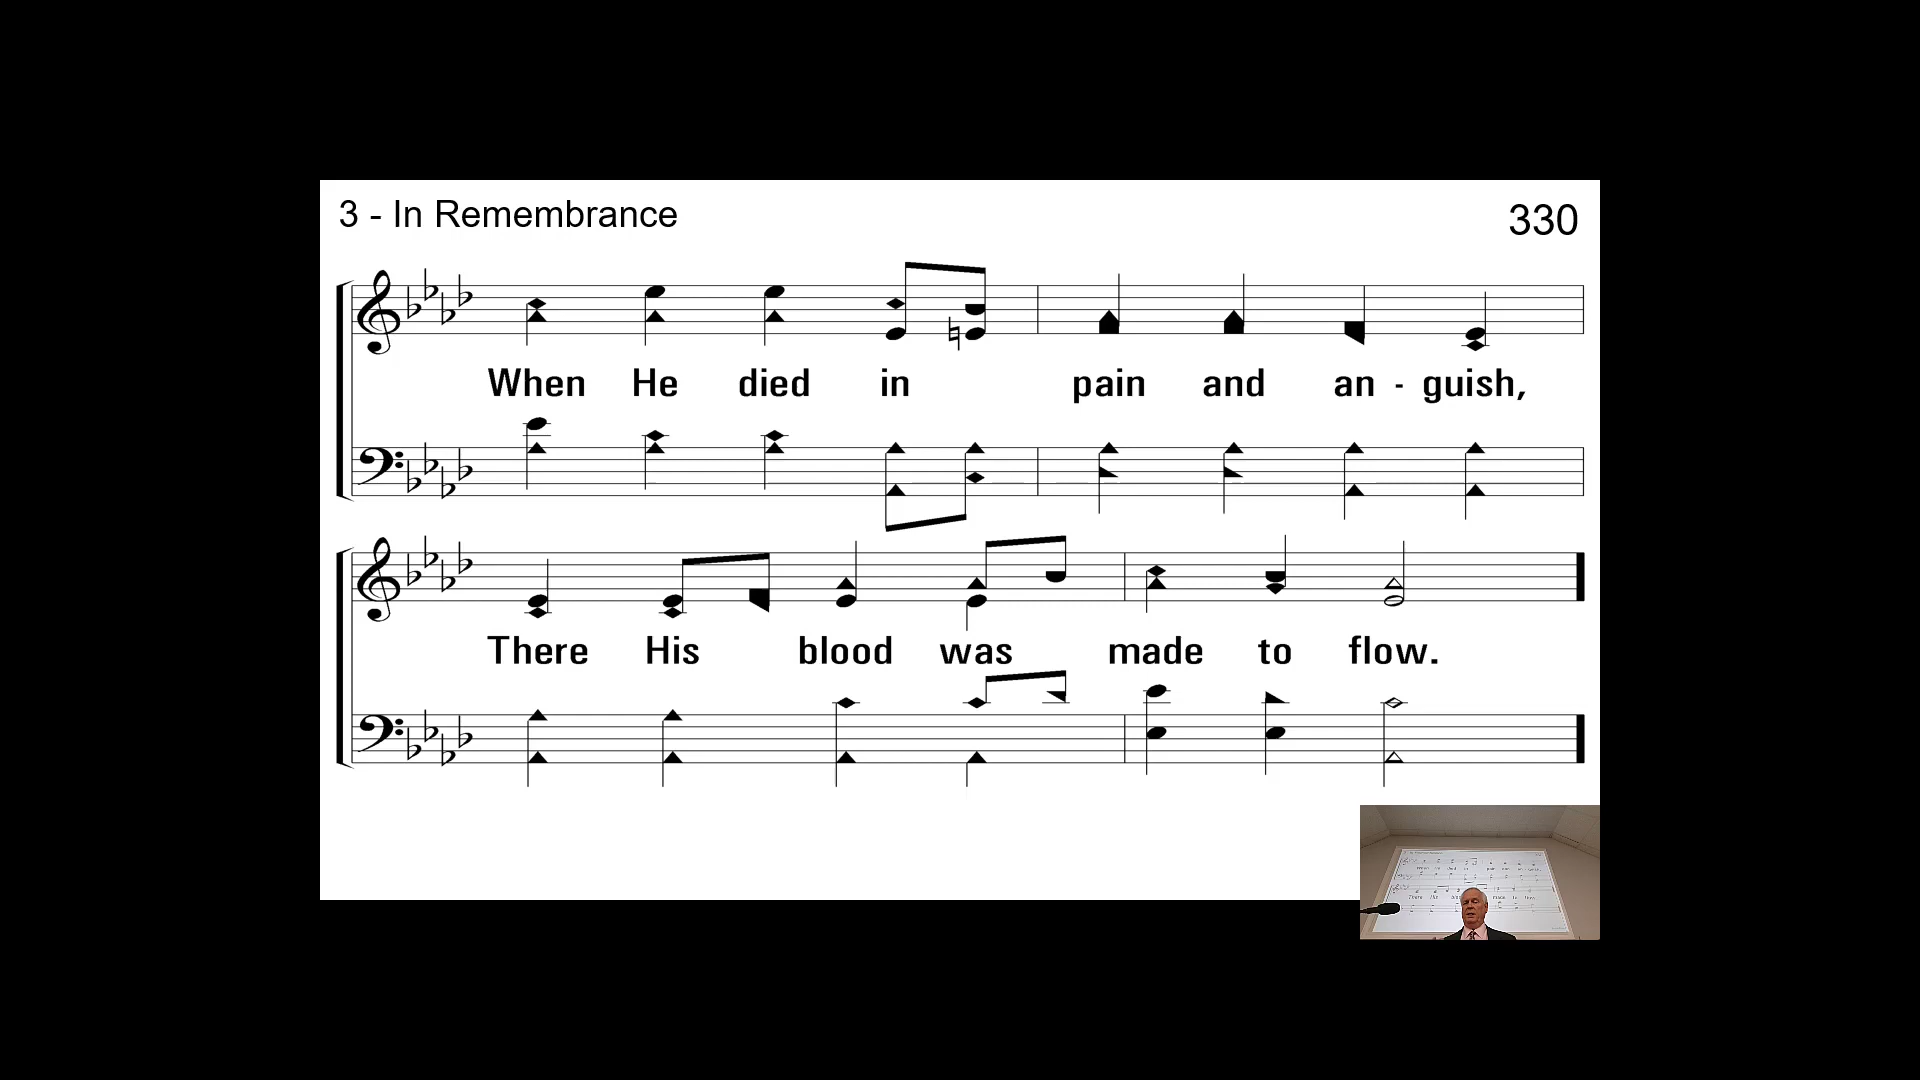 3 - In Remembrance
330
When He died in pain and an - guish,
There His blood was made to flow.